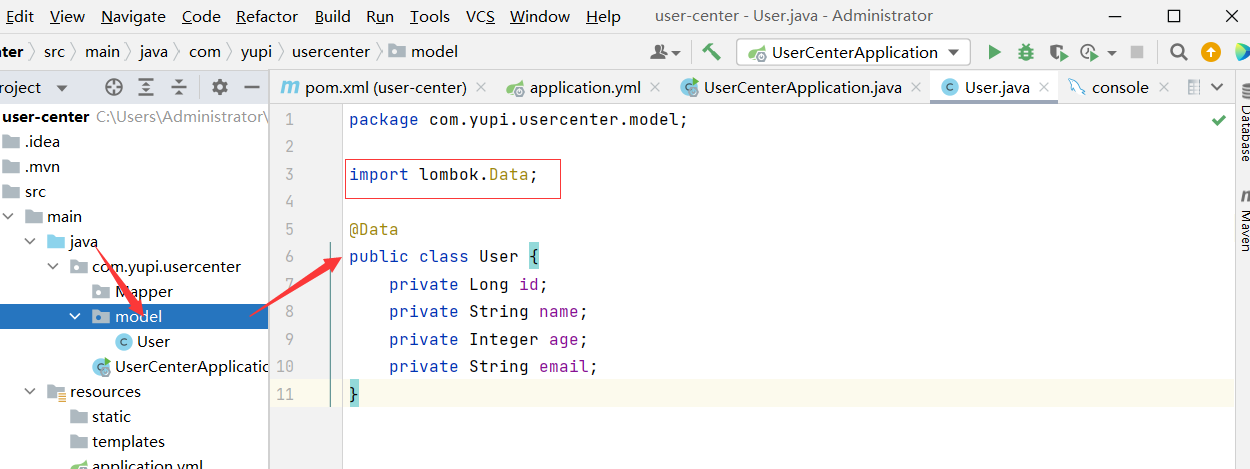 Edit View Navigate Code Refactor Build Run Tools VCS Window Help user-center - User.java - Administrator
nter src main java com yupi usercenter model UserCenterApplication
roject pom.xml (user-center) application.yml UserCenterApplication.java User.java console
user-center C:\Users\Administrator\
.idea
.mvn
src
main
java
com.yupi.usercenter
Mapper
model
User
UserCenterApplicatio
resources
static
templates
application.yml
1 package com.yupi.usercenter.model;
2
3 import lombok.Data;
4
5 @Data
6 public class User {
7 private Long id;
8 private String name;
9 private Integer age;
10 private String email;
11 }
Database
Maven